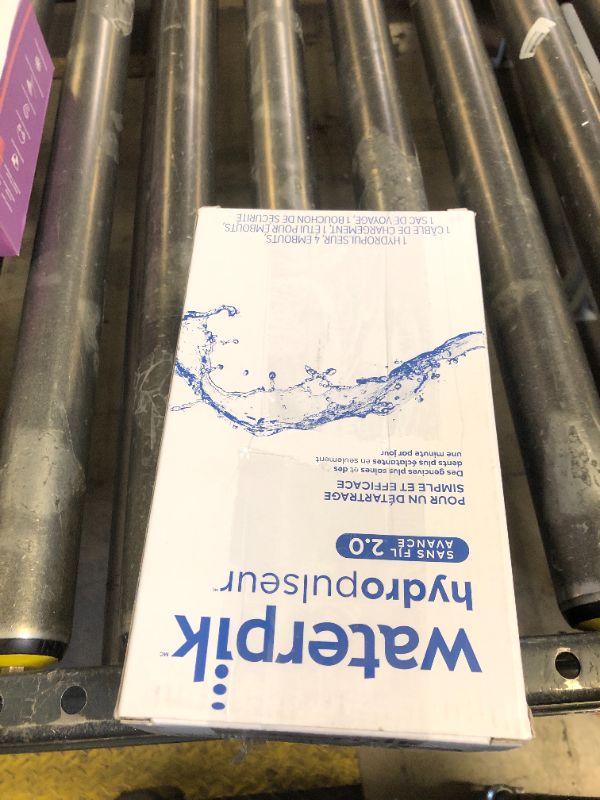 waterpik MC
hydropulseur
SANS FIL 2.0
AVANCÉ
POUR UN DÉTARTRAGE
SIMPLE ET EFFICACE
Des gencives plus saines et des
dents plus éclatantes en seulement
une minute par jour
1 HYDROPULSEUR, 4 EMBOUTS,
1 CÂBLE DE CHARGEMENT, 1 ÉTUI POUR EMBOUTS,
1 SAC DE VOYAGE, 1 BOUCHON DE SÉCURITÉ